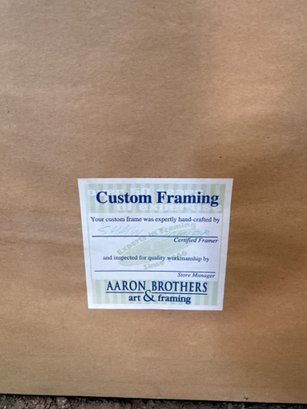 Custom Framing
Your custom frame was expertly hand-crafted by
Certified Framer
and inspected for quality workmanship by
Store Manager
AARON BROTHERS
art & framing